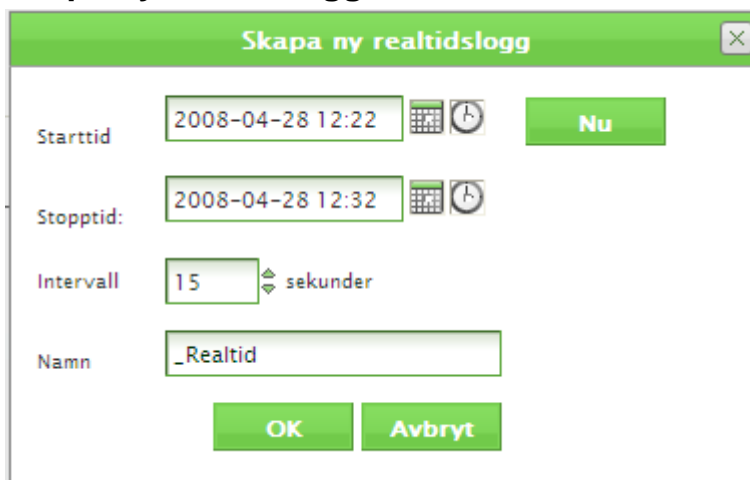 Skapa ny realtidslogg
Starttid 2008-04-28 12:22 Nu
Stopptid: 2008-04-28 12:32
Intervall 15 sekunder
Namn _Realtid
OK Avbryt